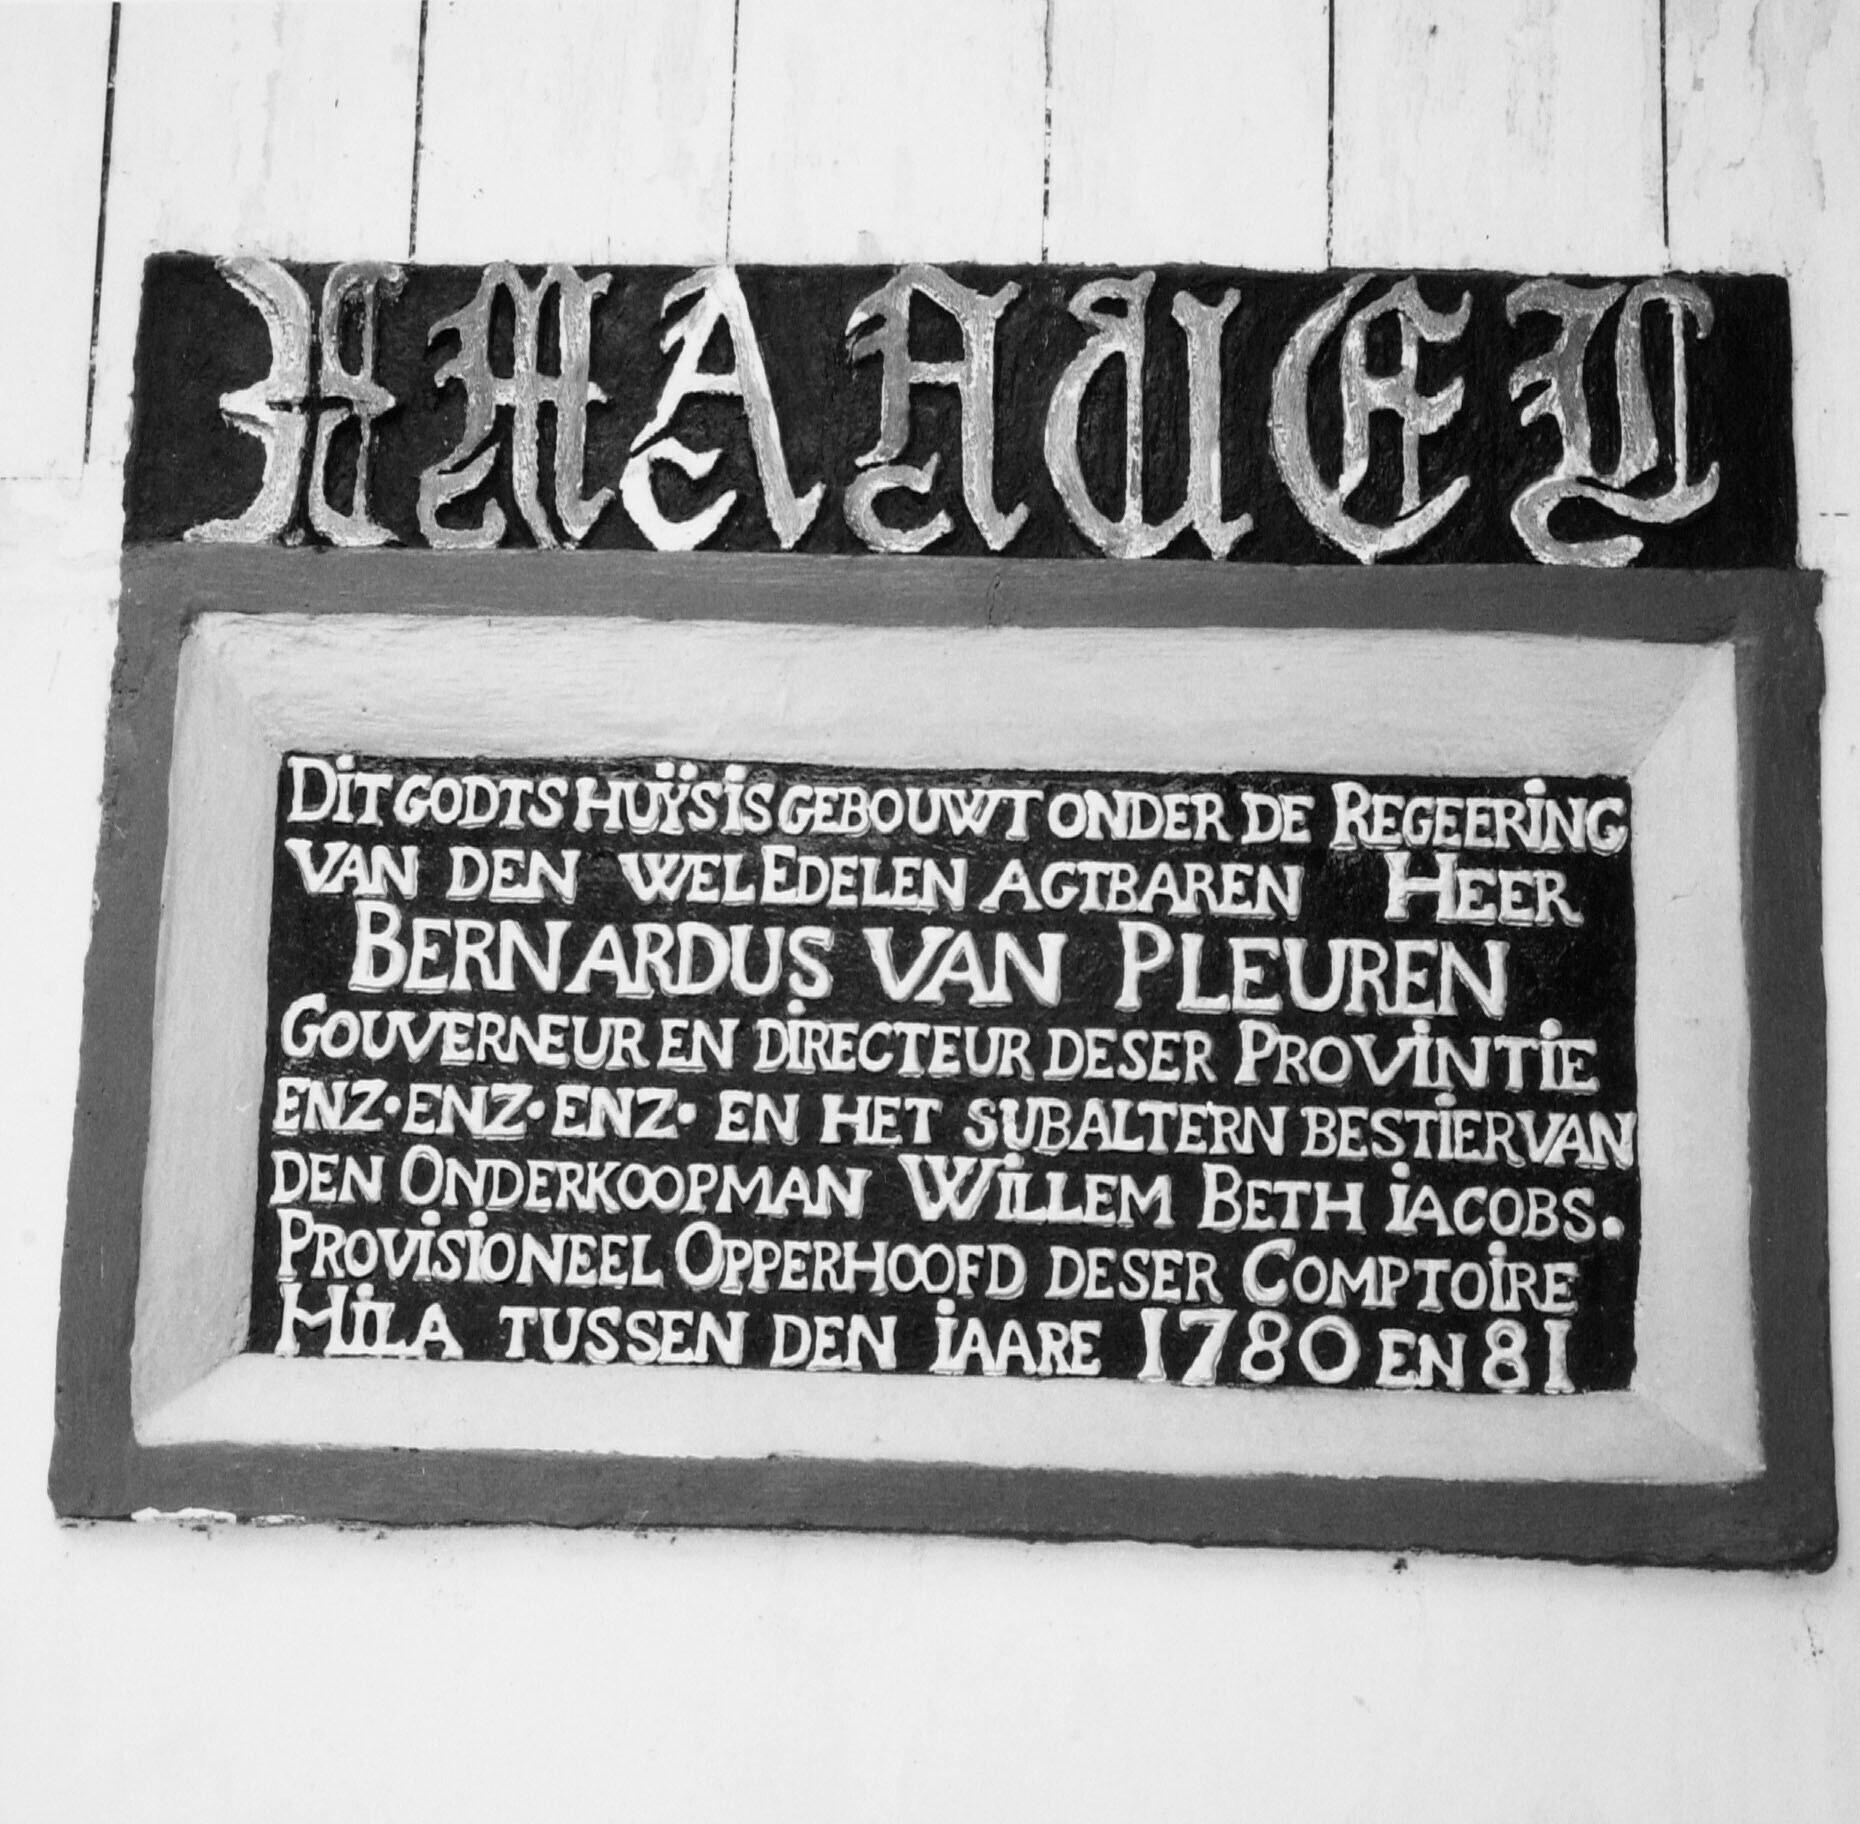 IMANUEL
DiT GODTS HUŸS iS GEBOUWT ONDER DE REGEERiNG
VAN DEN WEL EDELEN AGTBAREN HEER
BERNARDUS VAN PLEUREN
GOUVERNEUR EN DiRECTEUR DESER PROViNTiE
ENZ·ENZ·ENZ· EN HET SUBALTERN BESTiER VAN
DEN ONDERKOOPMAN WiLLEM BETH iACOBS.
PROViSiONEEL OPPERHOOFD DESER COMPTOiRE
HiLA TUSSEN DEN iAARE 1780 EN 81